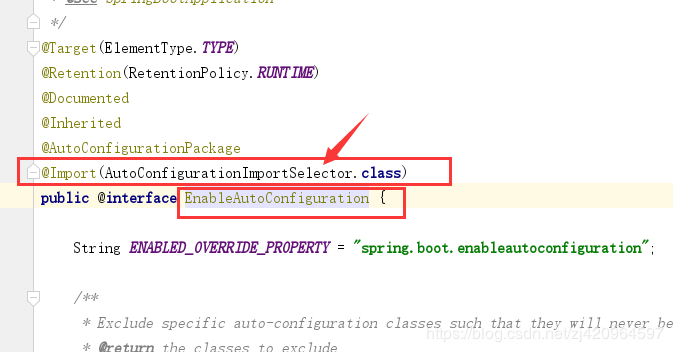 * @see SpringBootApplication
*/
@Target(ElementType.TYPE)
@Retention(RetentionPolicy.RUNTIME)
@Documented
@Inherited
@AutoConfigurationPackage
@Import(AutoConfigurationImportSelector.class)
public @interface EnableAutoConfiguration {
String ENABLED_OVERRIDE_PROPERTY = "spring.boot.enableautoconfiguration";
/**
* Exclude specific auto-configuration classes such that they will never be
* @return the classes to exclude
https://blog.csdn.net/zj420964597